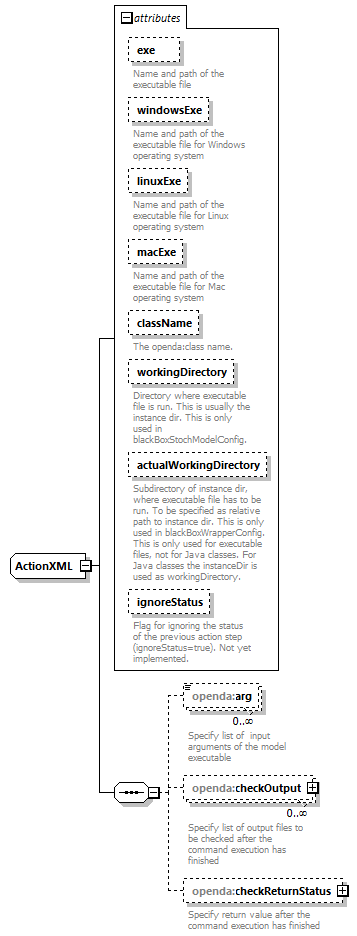 attributes
exe
Name and path of the
executable file
windowsExe
Name and path of the
executable file for Windows
operating system
linuxExe
Name and path of the
executable file for Linux
operating system
macExe
Name and path of the
executable file for Mac
operating system
className
The openda:class name.
workingDirectory
Directory where executable
file is run. This is usually the
instance dir. This is only
used in
blackBoxStochModelConfig.
actualWorkingDirectory
Subdirectory of instance dir,
where executable file has to be
run. To be specified as relative
path to instance dir. This is only
used in blackBoxWrapperConfig.
This is only used for executable
files, not for Java classes. For
Java classes the instanceDir is
used as workingDirectory.
ignoreStatus
Flag for ignoring the status
of the previous action step
(ignoreStatus=true). Not yet
implemented.
ActionXML
openda:arg
0..∞
Specify list of input
arguments of the model
executable
openda:checkOutput
0..∞
Specify list of output files to
be checked after the
command execution has
finished
openda:checkReturnStatus
Specify return value after the
command execution has finished